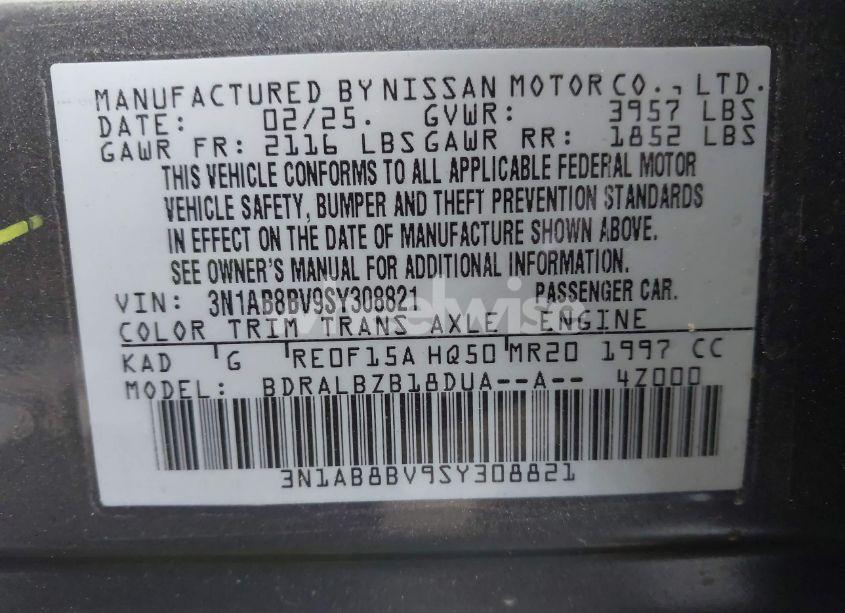 MANUFACTURED BY NISSAN MOTOR CO., LTD.
DATE: 02/25. GVWR: 3957 LBS
GAWR FR: 2116 LBS GAWR RR: 1852 LBS
THIS VEHICLE CONFORMS TO ALL APPLICABLE FEDERAL MOTOR
VEHICLE SAFETY, BUMPER AND THEFT PREVENTION STANDARDS
IN EFFECT ON THE DATE OF MANUFACTURE SHOWN ABOVE.
SEE OWNER'S MANUAL FOR ADDITIONAL INFORMATION.
VIN: 3N1AB8BV9SY308821 PASSENGER CAR.
COLOR TRIM TRANS AXLE ENGINE
KAD G RE0F15A HQ50 MR20 1997 CC
MODEL: BDRALBZB18DUA--A-- 4Z000
3N1AB8BV9SY308821